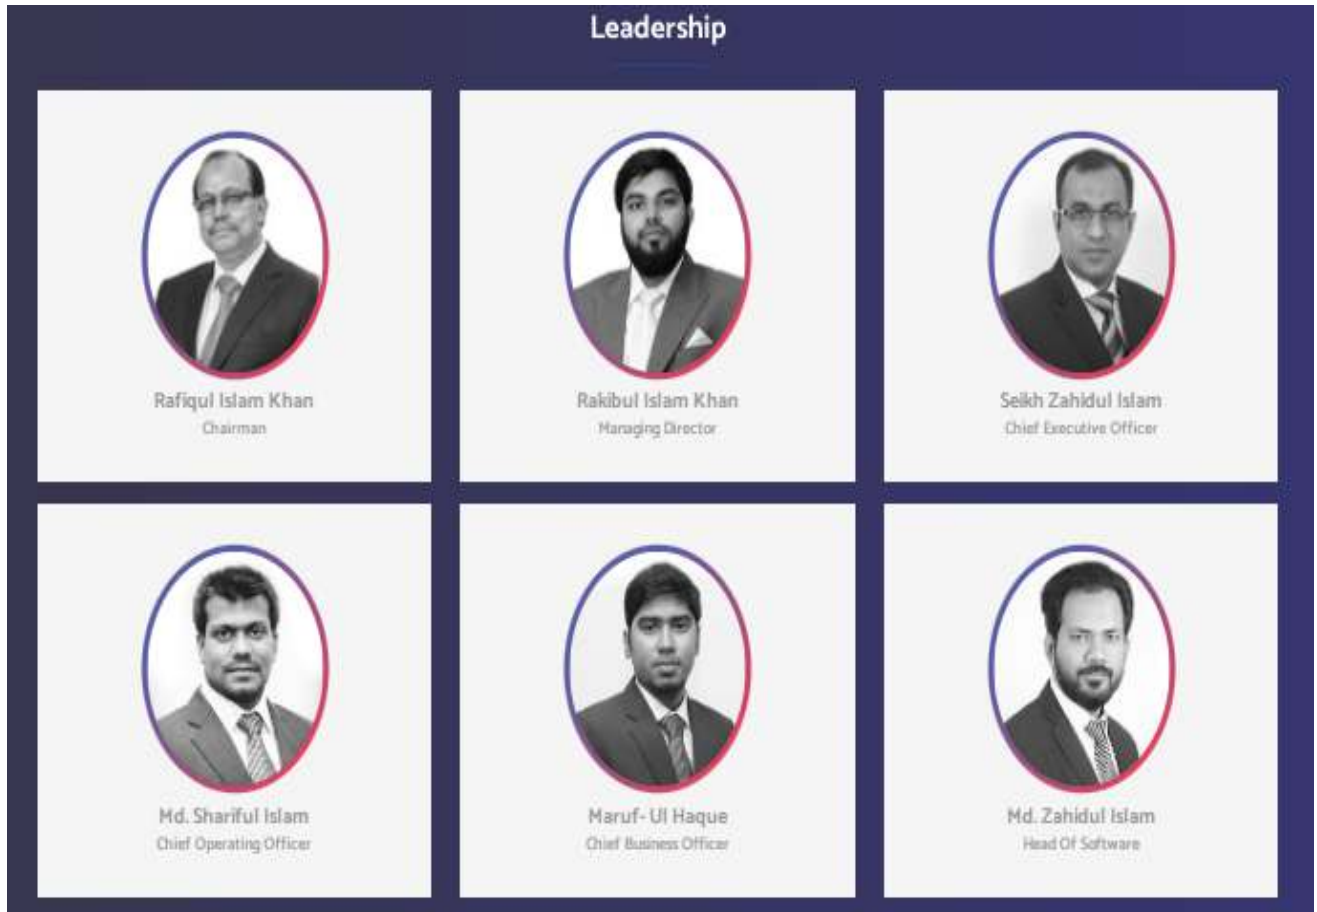 Leadership
Rafiqul Islam Khan
Chairman
Rakibul Islam Khan
Managing Director
Seikh Zahidul Islam
Chief Executive Officer
Md. Shariful Islam
Chief Operating Officer
Maruf- Ul Haque
Chief Business Officer
Md. Zahidul Islam
Head Of Software